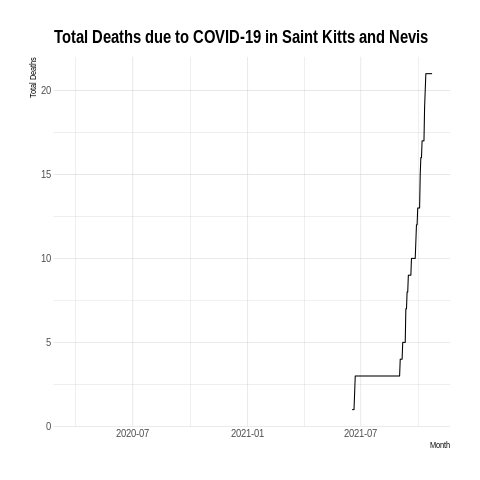 Total Deaths due to COVID-19 in Saint Kitts and Nevis
Total Deaths
20
15
10
5
0
2020-07 2021-01 2021-07
Month